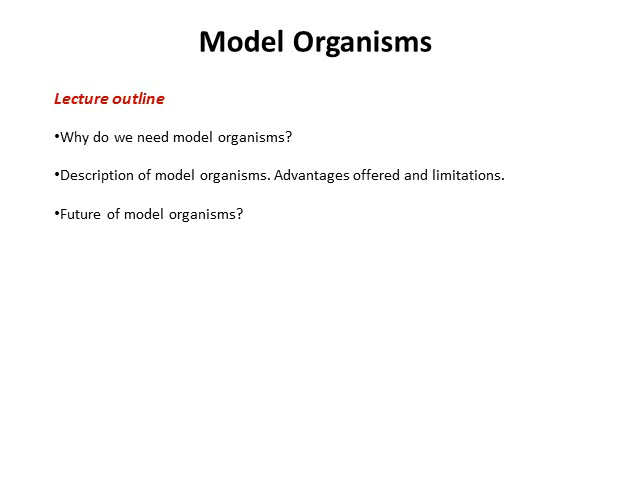 Model Organisms
Lecture outline
•Why do we need model organisms?
•Description of model organisms. Advantages offered and limitations.
•Future of model organisms?